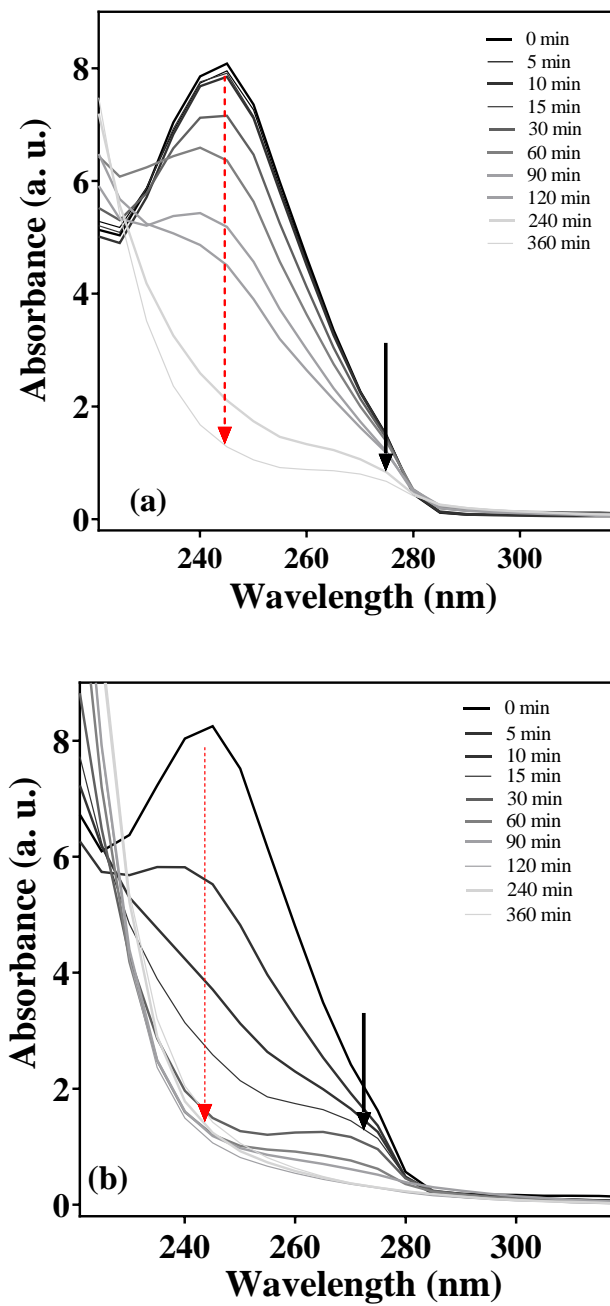 0 min
5 min
10 min
15 min
30 min
60 min
90 min
120 min
240 min
360 min
8
6
4
2
0
Absorbance (a. u.)
(a)
240 260 280 300
Wavelength (nm)
0 min
5 min
10 min
15 min
30 min
60 min
90 min
120 min
240 min
360 min
8
6
4
2
0
Absorbance (a. u.)
(b)
240 260 280 300
Wavelength (nm)